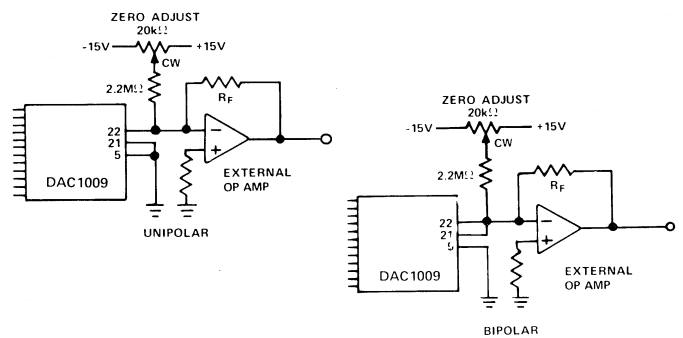 ZERO ADJUST
20kΩ
-15V
+15V
CW
2.2MΩ
RF
22
21
5
DAC1009
EXTERNAL
OP AMP
UNIPOLAR
ZERO ADJUST
20kΩ
-15V
+15V
CW
2.2MΩ
RF
22
21
5
DAC1009
EXTERNAL
OP AMP
BIPOLAR